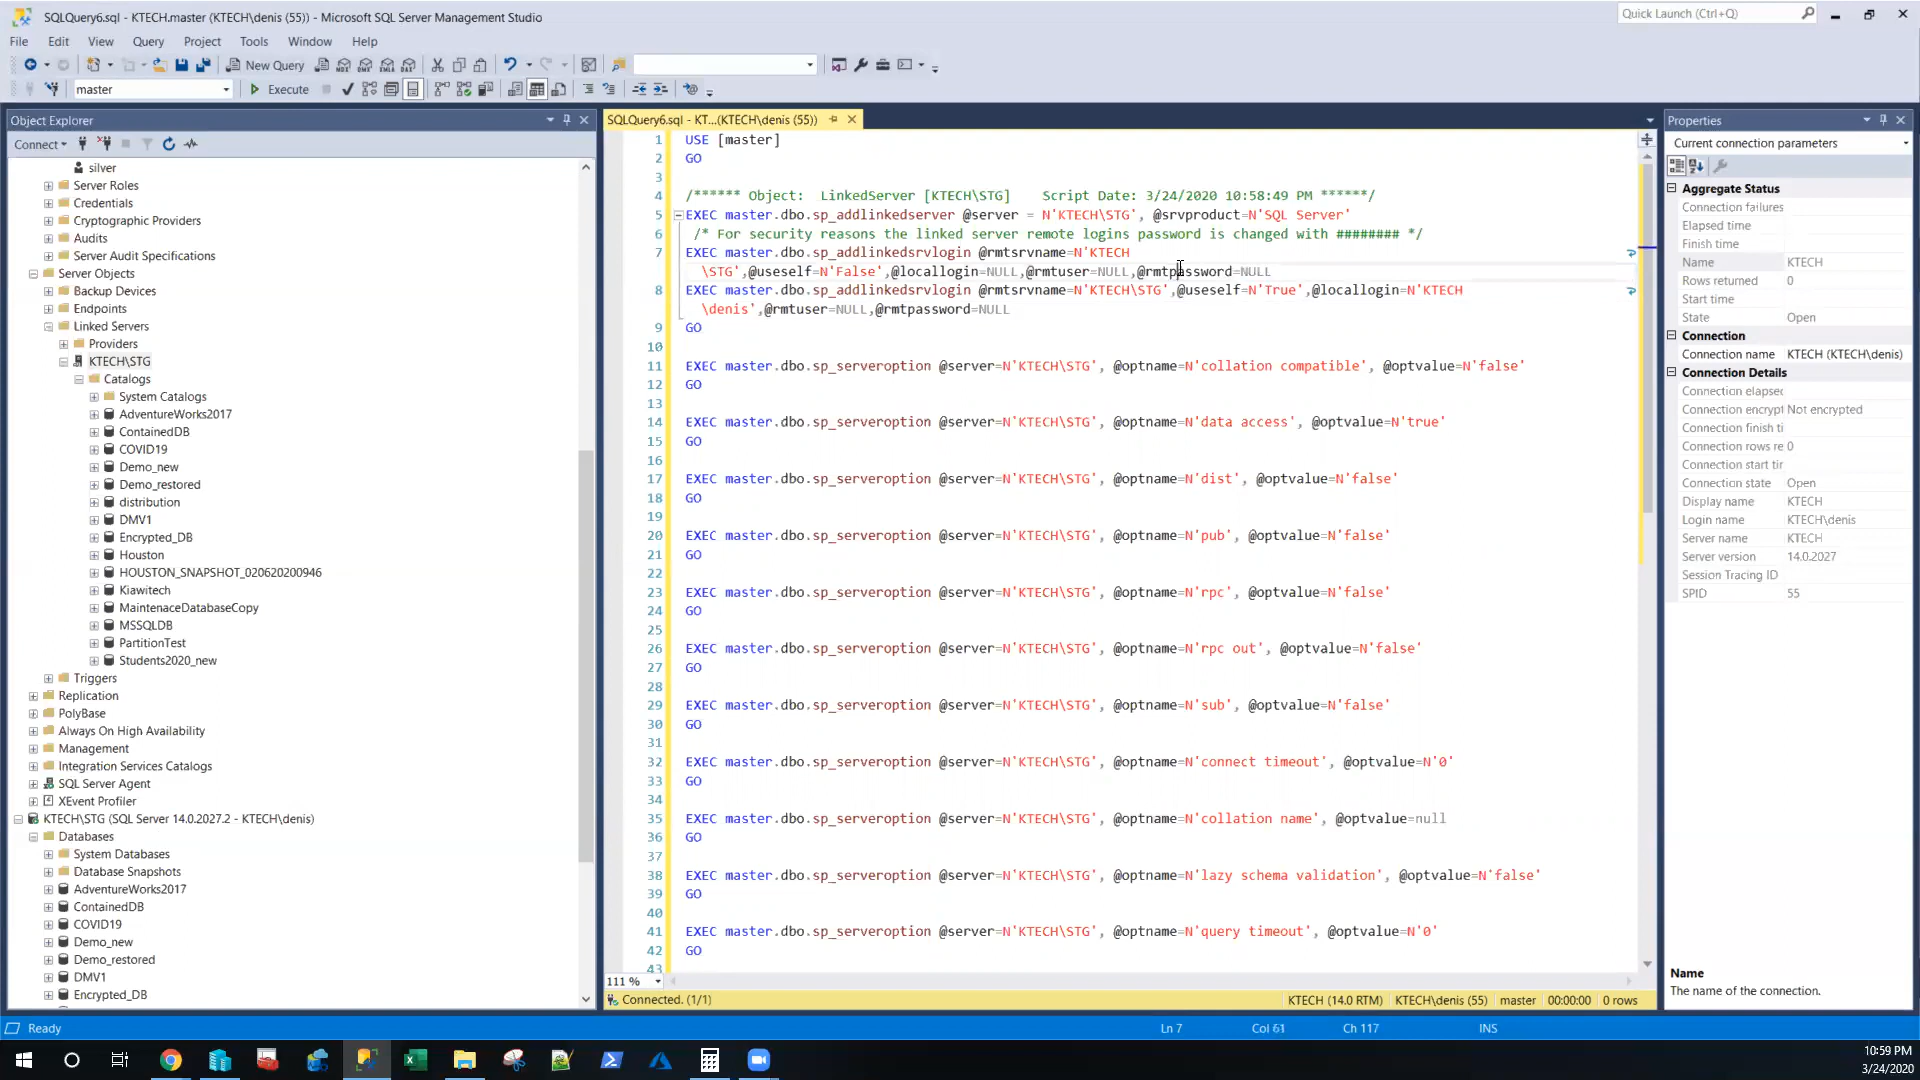 SQLQuery6.sql - KTECH.master (KTECH\denis (55)) - Microsoft SQL Server Management Studio
Quick Launch (Ctrl+Q)
File Edit View Query Project Tools Window Help
New Query
master
Execute
Object Explorer
Connect
silver
Server Roles
Credentials
Cryptographic Providers
Audits
Server Audit Specifications
Server Objects
Backup Devices
Endpoints
Linked Servers
Providers
KTECH\STG
Catalogs
System Catalogs
AdventureWorks2017
ContainedDB
COVID19
Demo_new
Demo_restored
distribution
DMV1
Encrypted_DB
Houston
HOUSTON_SNAPSHOT_020620200946
Kiawitech
MaintenaceDatabaseCopy
MSSQLDB
PartitionTest
Students2020_new
Triggers
Replication
PolyBase
Always On High Availability
Management
Integration Services Catalogs
SQL Server Agent
XEvent Profiler
KTECH\STG (SQL Server 14.0.2027.2 - KTECH\denis)
Databases
System Databases
Database Snapshots
AdventureWorks2017
ContainedDB
COVID19
Demo_new
Demo_restored
DMV1
Encrypted_DB
SQLQuery6.sql - KT...(KTECH\denis (55))
1 USE [master]
2 GO
3
4 /****** Object:  LinkedServer [KTECH\STG]    Script Date: 3/24/2020 10:58:49 PM ******/
5 EXEC master.dbo.sp_addlinkedserver @server = N'KTECH\STG', @srvproduct=N'SQL Server'
6 /* For security reasons the linked server remote logins password is changed with ######## */
7 EXEC master.dbo.sp_addlinkedsrvlogin @rmtsrvname=N'KTECH
\STG',@useself=N'False',@locallogin=NULL,@rmtuser=NULL,@rmtpassword=NULL
8 EXEC master.dbo.sp_addlinkedsrvlogin @rmtsrvname=N'KTECH\STG',@useself=N'True',@locallogin=N'KTECH
\denis',@rmtuser=NULL,@rmtpassword=NULL
9 GO
10
11 EXEC master.dbo.sp_serveroption @server=N'KTECH\STG', @optname=N'collation compatible', @optvalue=N'false'
12 GO
13
14 EXEC master.dbo.sp_serveroption @server=N'KTECH\STG', @optname=N'data access', @optvalue=N'true'
15 GO
16
17 EXEC master.dbo.sp_serveroption @server=N'KTECH\STG', @optname=N'dist', @optvalue=N'false'
18 GO
19
20 EXEC master.dbo.sp_serveroption @server=N'KTECH\STG', @optname=N'pub', @optvalue=N'false'
21 GO
22
23 EXEC master.dbo.sp_serveroption @server=N'KTECH\STG', @optname=N'rpc', @optvalue=N'false'
24 GO
25
26 EXEC master.dbo.sp_serveroption @server=N'KTECH\STG', @optname=N'rpc out', @optvalue=N'false'
27 GO
28
29 EXEC master.dbo.sp_serveroption @server=N'KTECH\STG', @optname=N'sub', @optvalue=N'false'
30 GO
31
32 EXEC master.dbo.sp_serveroption @server=N'KTECH\STG', @optname=N'connect timeout', @optvalue=N'0'
33 GO
34
35 EXEC master.dbo.sp_serveroption @server=N'KTECH\STG', @optname=N'collation name', @optvalue=null
36 GO
37
38 EXEC master.dbo.sp_serveroption @server=N'KTECH\STG', @optname=N'lazy schema validation', @optvalue=N'false'
39 GO
40
41 EXEC master.dbo.sp_serveroption @server=N'KTECH\STG', @optname=N'query timeout', @optvalue=N'0'
42 GO
43
111 %
Connected. (1/1)
KTECH (14.0 RTM) KTECH\denis (55) master 00:00:00 0 rows
Properties
Current connection parameters
Aggregate Status
Connection failures
Elapsed time
Finish time
Name KTECH
Rows returned 0
Start time
State Open
Connection
Connection name KTECH (KTECH\denis)
Connection Details
Connection elapsec
Connection encrypt Not encrypted
Connection finish ti
Connection rows re 0
Connection start tir
Connection state Open
Display name KTECH
Login name KTECH\denis
Server name KTECH
Server version 14.0.2027
Session Tracing ID
SPID 55
Name
The name of the connection.
Ready
Ln 7 Col 61 Ch 117 INS
10:59 PM
3/24/2020